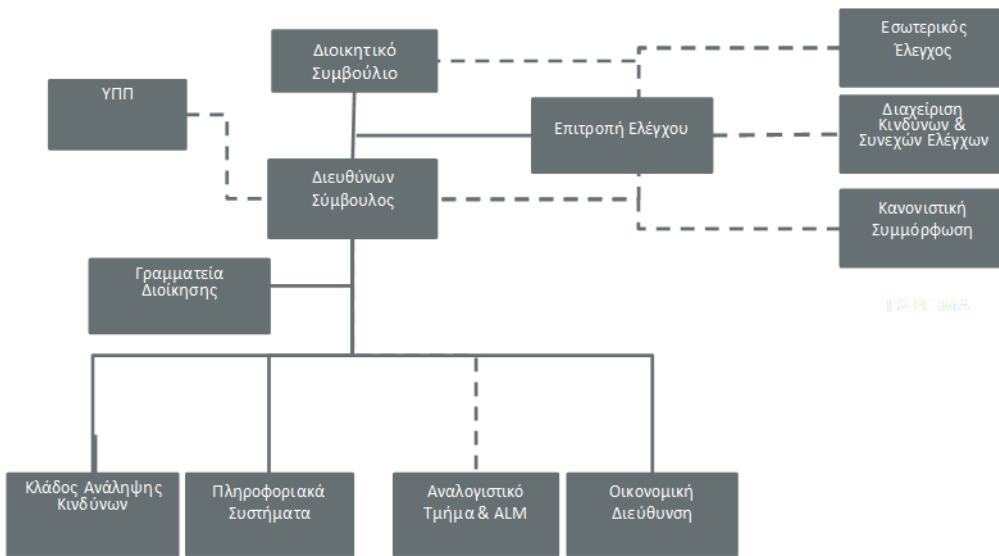 Διοικητικό
Συμβούλιο
Εσωτερικός
Έλεγχος
ΥΠΠ
Επιτροπή Ελέγχου
Διαχείριση
Κινδύνων &
Συνεχών Ελέγχων
Διευθύνων
Σύμβουλος
Κανονιστική
Συμμόρφωση
Γραμματεία
Διοίκησης
Κλάδος Ανάληψης
Κινδύνων
Πληροφοριακά
Συστήματα
Αναλογιστικό
Τμήμα & ALM
Οικονομική
Διεύθυνση